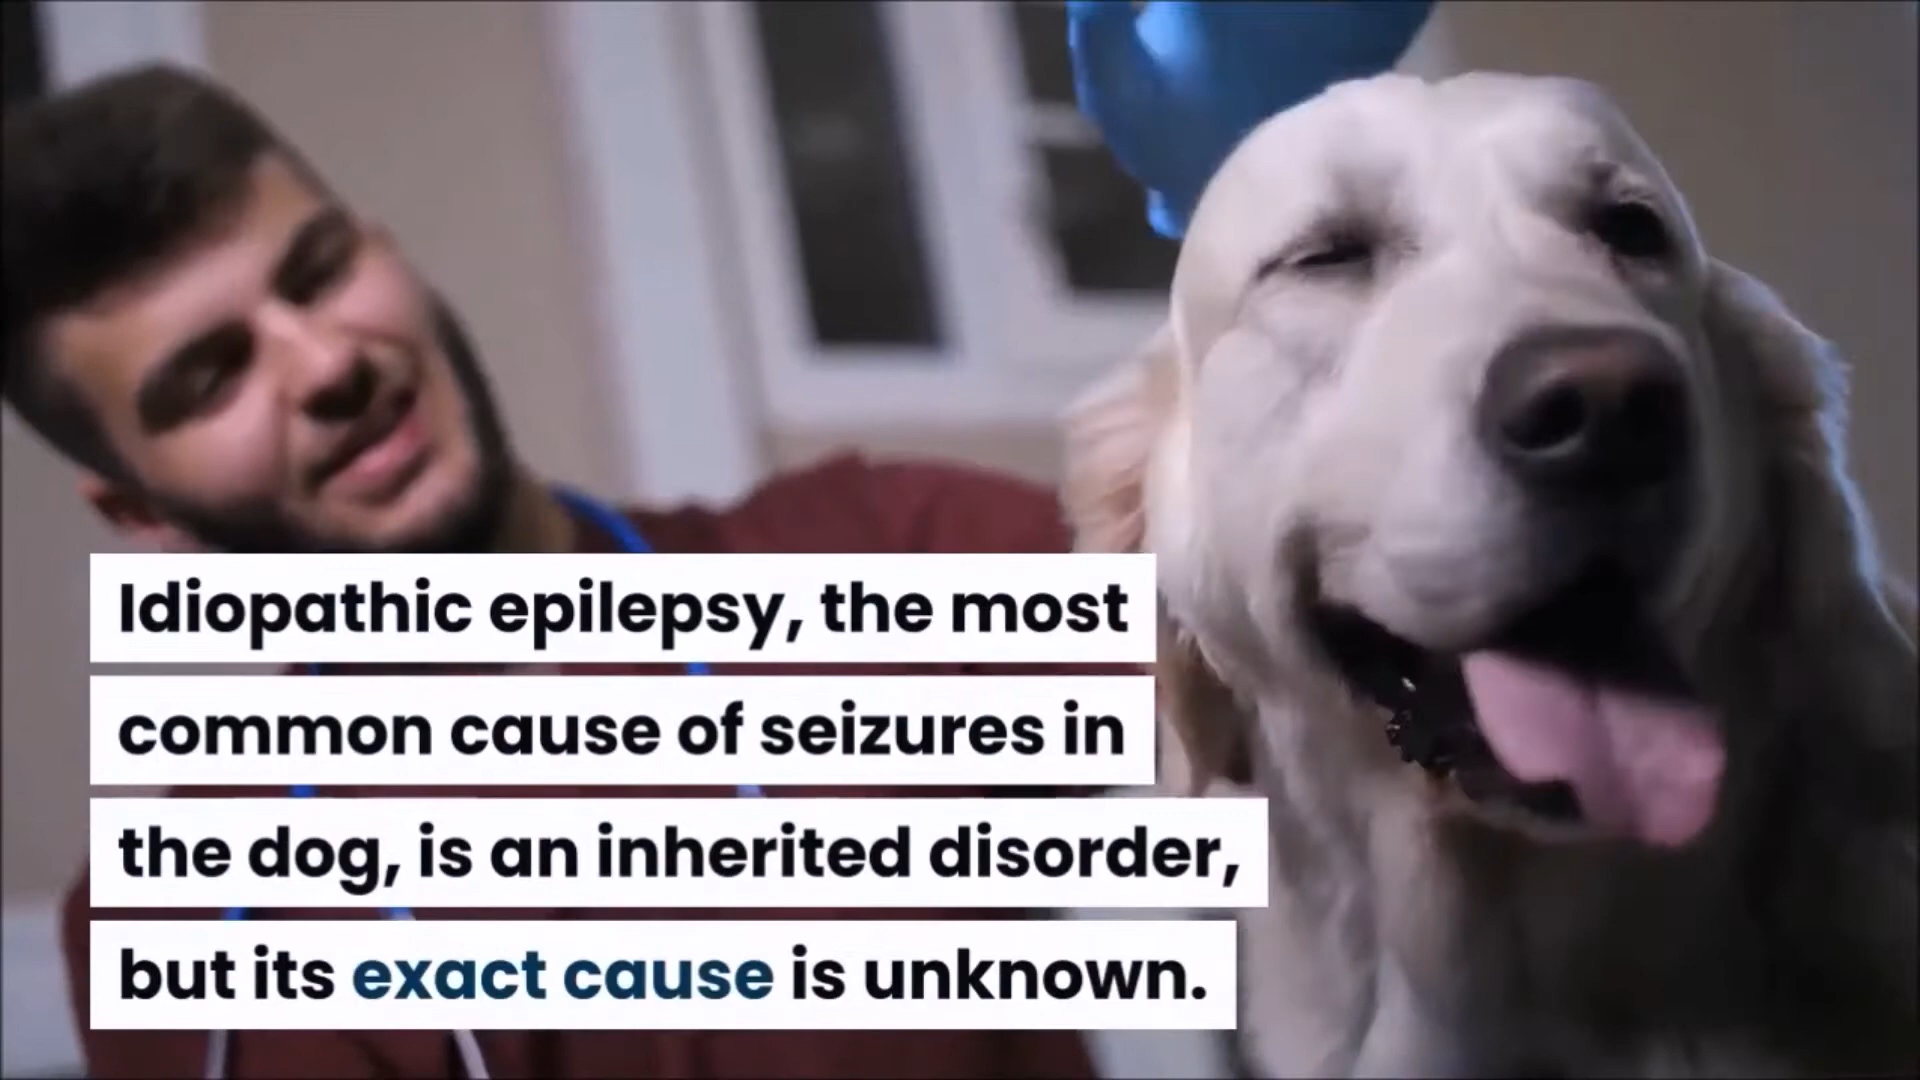 Idiopathic epilepsy, the most
common cause of seizures in
the dog, is an inherited disorder,
but its exact cause is unknown.